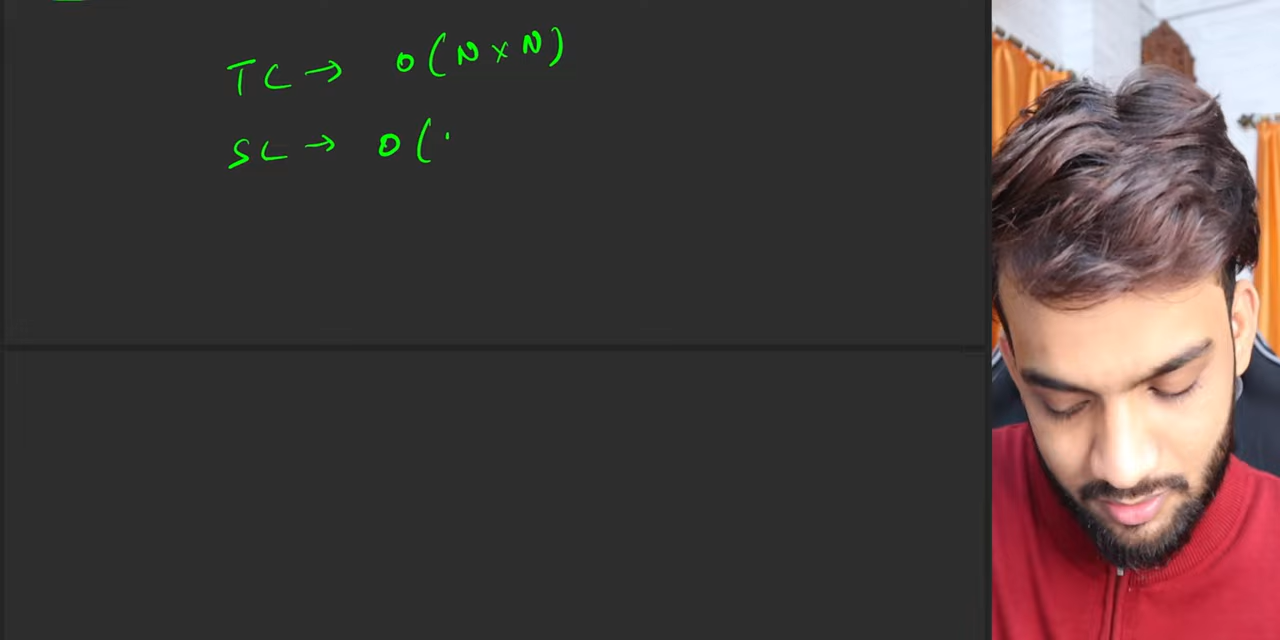 TC → O(N × N)
SC → O(